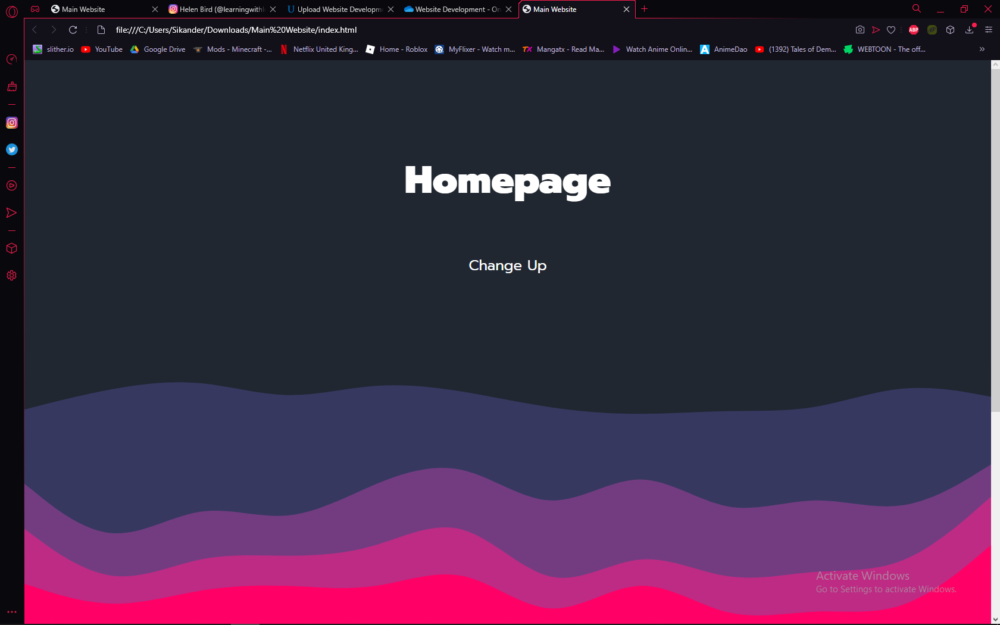 Main Website
Helen Bird (@learningwithl
Upload Website Developm
Website Development - On
Main Website
file:///C:/Users/Sikander/Downloads/Main%20Website/index.html
ABP
slither.io
YouTube
Google Drive
Mods - Minecraft -...
Netflix United King...
Home - Roblox
MyFlixer - Watch m...
Mangatx - Read Ma...
Watch Anime Onlin...
AnimeDao
(1392) Tales of Dem...
WEBTOON - The off...
Homepage
Change Up
Activate Windows
Go to Settings to activate Windows.